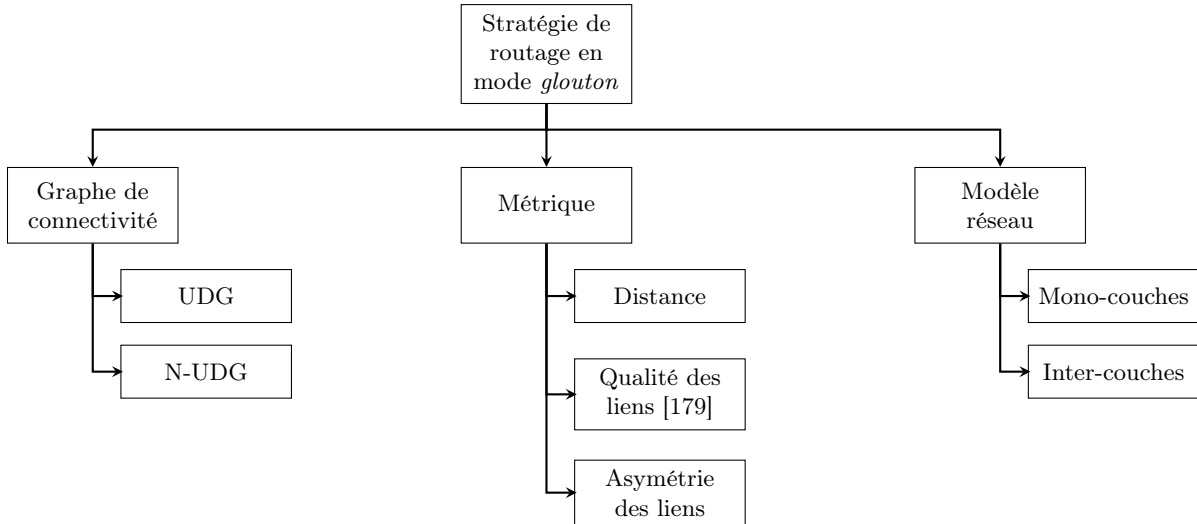 Stratégie de
routage en
mode glouton
Graphe de
connectivité
Métrique
Modèle
réseau
UDG
Distance
Mono-couches
N-UDG
Qualité des
liens [179]
Inter-couches
Asymétrie
des liens